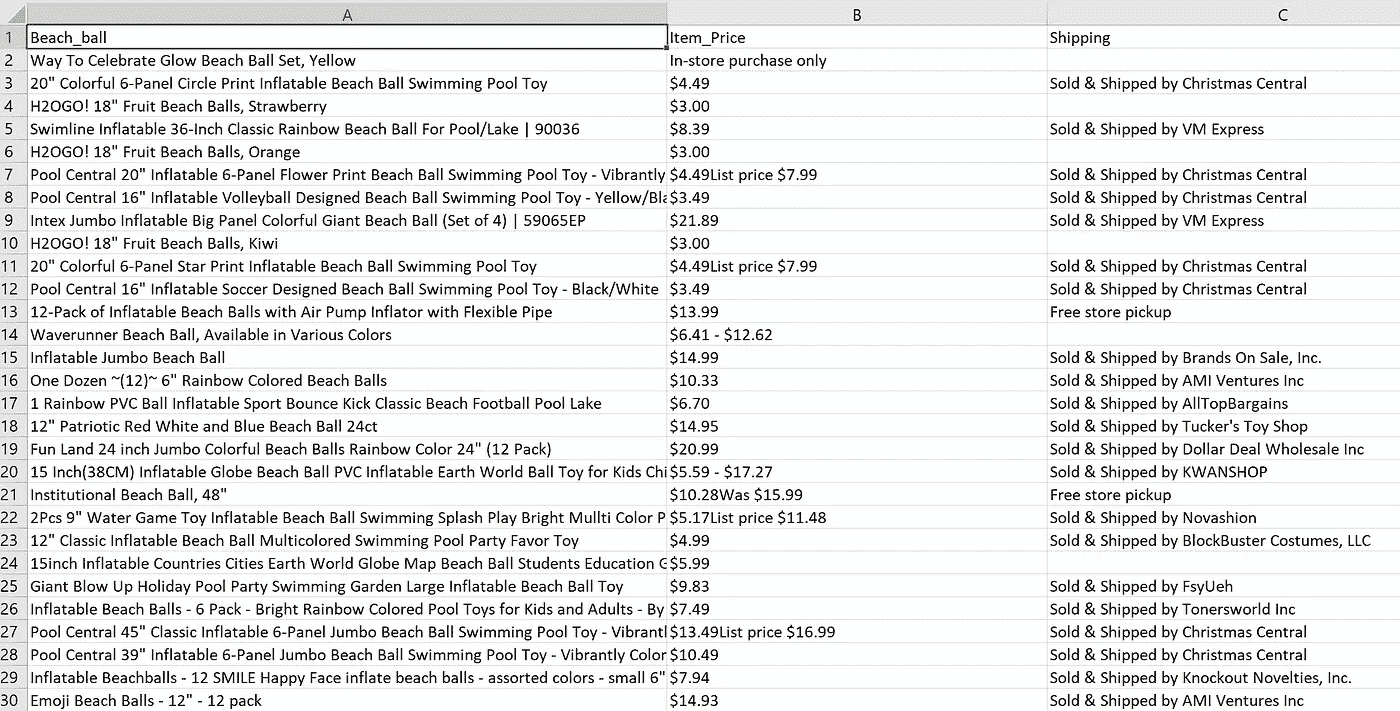 A B C
1 Beach_ball Item_Price Shipping
2 Way To Celebrate Glow Beach Ball Set, Yellow In-store purchase only
3 20" Colorful 6-Panel Circle Print Inflatable Beach Ball Swimming Pool Toy $4.49 Sold & Shipped by Christmas Central
4 H2OGO! 18" Fruit Beach Balls, Strawberry $3.00
5 Swimline Inflatable 36-Inch Classic Rainbow Beach Ball For Pool/Lake | 90036 $8.39 Sold & Shipped by VM Express
6 H2OGO! 18" Fruit Beach Balls, Orange $3.00
7 Pool Central 20" Inflatable 6-Panel Flower Print Beach Ball Swimming Pool Toy - Vibrantly $4.49List price $7.99 Sold & Shipped by Christmas Central
8 Pool Central 16" Inflatable Volleyball Designed Beach Ball Swimming Pool Toy - Yellow/Bla $3.49 Sold & Shipped by Christmas Central
9 Intex Jumbo Inflatable Big Panel Colorful Giant Beach Ball (Set of 4) | 59065EP $21.89 Sold & Shipped by VM Express
10 H2OGO! 18" Fruit Beach Balls, Kiwi $3.00
11 20" Colorful 6-Panel Star Print Inflatable Beach Ball Swimming Pool Toy $4.49List price $7.99 Sold & Shipped by Christmas Central
12 Pool Central 16" Inflatable Soccer Designed Beach Ball Swimming Pool Toy - Black/White $3.49 Sold & Shipped by Christmas Central
13 12-Pack of Inflatable Beach Balls with Air Pump Inflator with Flexible Pipe $13.99 Free store pickup
14 Waverunner Beach Ball, Available in Various Colors $6.41 - $12.62
15 Inflatable Jumbo Beach Ball $14.99 Sold & Shipped by Brands On Sale, Inc.
16 One Dozen ~(12)~ 6" Rainbow Colored Beach Balls $10.33 Sold & Shipped by AMI Ventures Inc
17 1 Rainbow PVC Ball Inflatable Sport Bounce Kick Classic Beach Football Pool Lake $6.70 Sold & Shipped by AllTopBargains
18 12" Patriotic Red White and Blue Beach Ball 24ct $14.95 Sold & Shipped by Tucker's Toy Shop
19 Fun Land 24 inch Jumbo Colorful Beach Balls Rainbow Color 24" (12 Pack) $20.99 Sold & Shipped by Dollar Deal Wholesale Inc
20 15 Inch(38CM) Inflatable Globe Beach Ball PVC Inflatable Earth World Ball Toy for Kids Chi $5.59 - $17.27 Sold & Shipped by KWANSHOP
21 Institutional Beach Ball, 48" $10.28Was $15.99 Free store pickup
22 2Pcs 9" Water Game Toy Inflatable Beach Ball Swimming Splash Play Bright Mullti Color P $5.17List price $11.48 Sold & Shipped by Novashion
23 12" Classic Inflatable Beach Ball Multicolored Swimming Pool Party Favor Toy $4.99 Sold & Shipped by BlockBuster Costumes, LLC
24 15inch Inflatable Countries Cities Earth World Globe Map Beach Ball Students Education G $5.99
25 Giant Blow Up Holiday Pool Party Swimming Garden Large Inflatable Beach Ball Toy $9.83 Sold & Shipped by FsyUeh
26 Inflatable Beach Balls - 6 Pack - Bright Rainbow Colored Pool Toys for Kids and Adults - By $7.49 Sold & Shipped by Tonersworld Inc
27 Pool Central 45" Classic Inflatable 6-Panel Jumbo Beach Ball Swimming Pool Toy - Vibrantl $13.49List price $16.99 Sold & Shipped by Christmas Central
28 Pool Central 39" Inflatable 6-Panel Jumbo Beach Ball Swimming Pool Toy - Vibrantly Color $10.49 Sold & Shipped by Christmas Central
29 Inflatable Beachballs - 12 SMILE Happy Face inflate beach balls - assorted colors - small 6" $7.94 Sold & Shipped by Knockout Novelties, Inc.
30 Emoji Beach Balls - 12" - 12 pack $14.93 Sold & Shipped by AMI Ventures Inc